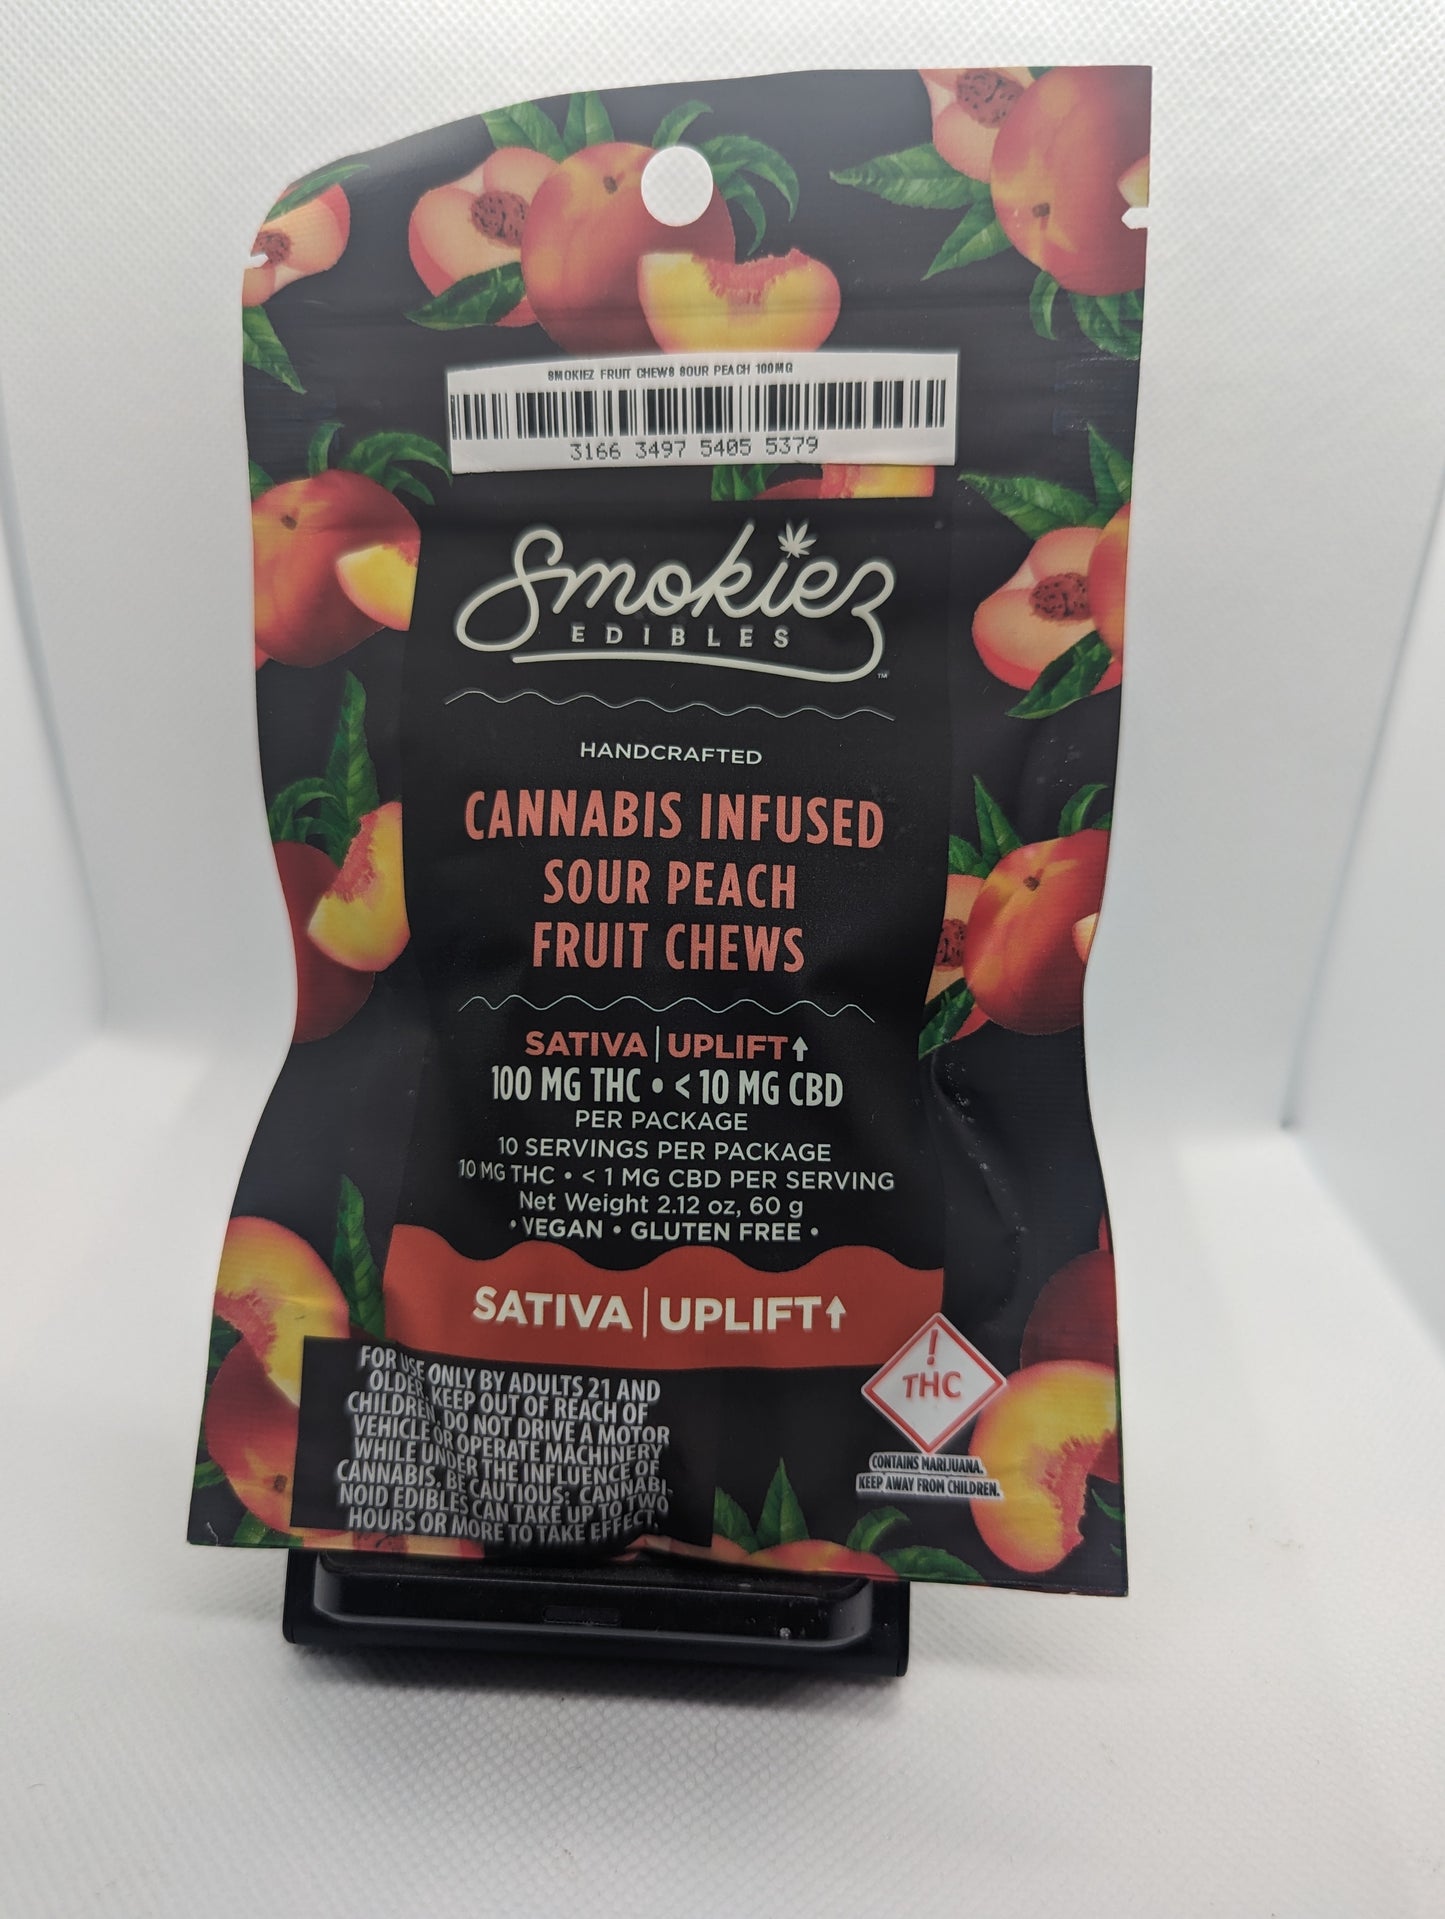 SMOKIEZ FRUIT CHEWS SOUR PEACH 100MG
3166 3497 5405 5379
Smokiez
EDIBLES
TM
HANDCRAFTED
CANNABIS INFUSED
SOUR PEACH
FRUIT CHEWS
SATIVA | UPLIFT↑
100 MG THC • < 10 MG CBD
PER PACKAGE
10 SERVINGS PER PACKAGE
10 MG THC • < 1 MG CBD PER SERVING
Net Weight 2.12 oz, 60 g
• VEGAN • GLUTEN FREE •
SATIVA | UPLIFT↑
FOR USE ONLY BY ADULTS 21 AND
OLDER. KEEP OUT OF REACH OF
CHILDREN. DO NOT DRIVE A MOTOR
VEHICLE OR OPERATE MACHINERY
WHILE UNDER THE INFLUENCE OF
CANNABIS. BE CAUTIOUS: CANNABI-
NOID EDIBLES CAN TAKE UP TO TWO
HOURS OR MORE TO TAKE EFFECT.
!
THC
CONTAINS MARIJUANA.
KEEP AWAY FROM CHILDREN.